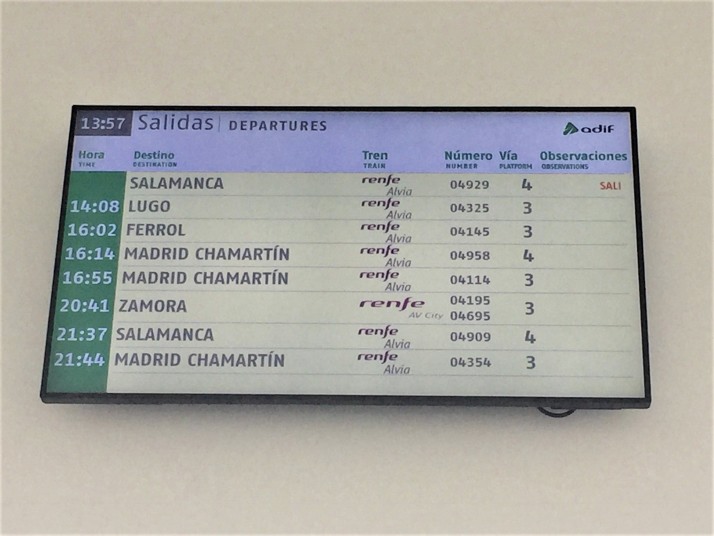 13:57 Salidas | DEPARTURES adif
Hora Destino Tren Número Vía Observaciones
TIME DESTINATION TRAIN NUMBER PLATFORM OBSERVATIONS
SALAMANCA renfe Alvia 04929 4 SALI
14:08 LUGO renfe Alvia 04325 3
16:02 FERROL renfe Alvia 04145 3
16:14 MADRID CHAMARTÍN renfe Alvia 04958 4
16:55 MADRID CHAMARTÍN renfe Alvia 04114 3
20:41 ZAMORA renfe AV City 04195 04695 3
21:37 SALAMANCA renfe Alvia 04909 4
21:44 MADRID CHAMARTÍN renfe Alvia 04354 3